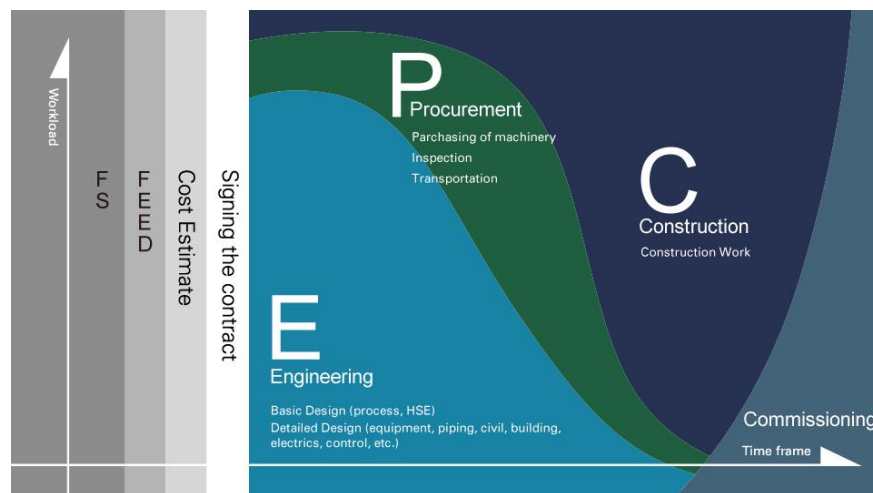 Workload
FS
FEED
Cost Estimate
Signing the contract
P
Procurement
Parchasing of machinery
Inspection
Transportation
C
Construction
Construction Work
E
Engineering
Basic Design (process, HSE)
Detailed Design (equipment, piping, civil, building,
electrics, control, etc.)
Commissioning
Time frame